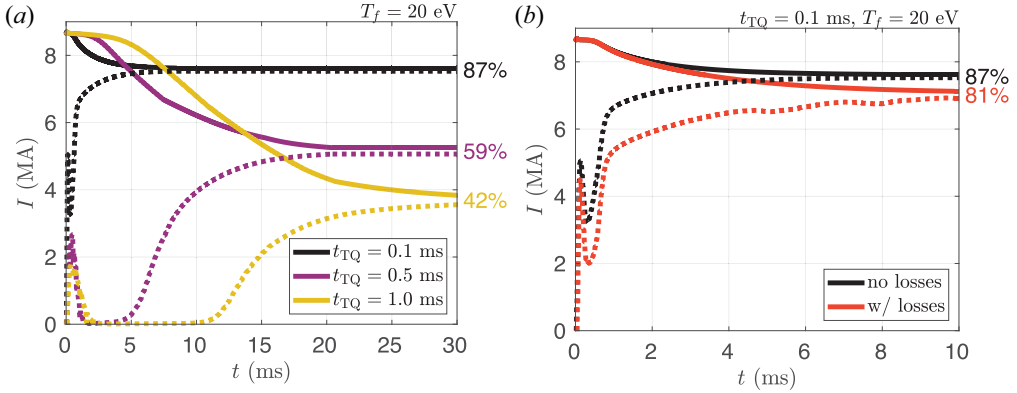 (a)
T_f = 20 eV
I (MA)
8
6
4
2
0
87%
59%
42%
t_TQ = 0.1 ms
t_TQ = 0.5 ms
t_TQ = 1.0 ms
0 5 10 15 20 25 30
t (ms)
(b)
t_TQ = 0.1 ms, T_f = 20 eV
I (MA)
8
6
4
2
0
87%
81%
no losses
w/ losses
0 2 4 6 8 10
t (ms)